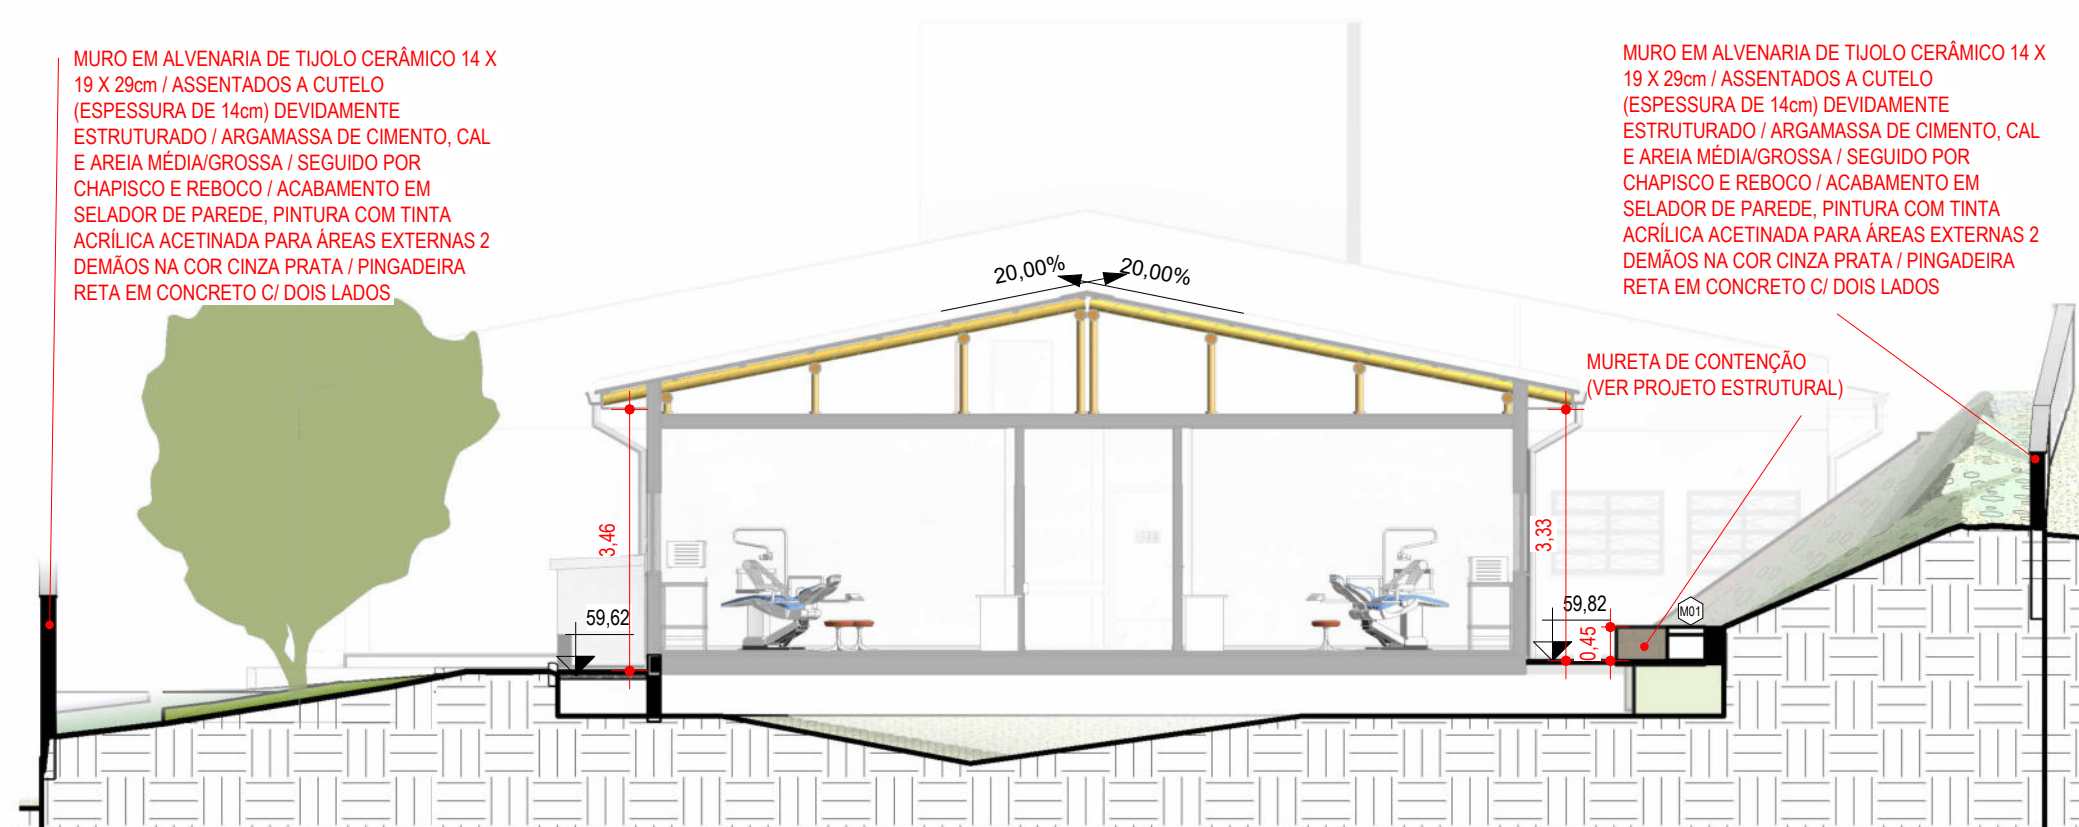 MURO EM ALVENARIA DE TIJOLO CERÂMICO 14 X
19 X 29cm / ASSENTADOS A CUTELO
(ESPESSURA DE 14cm) DEVIDAMENTE
ESTRUTURADO / ARGAMASSA DE CIMENTO, CAL
E AREIA MÉDIA/GROSSA / SEGUIDO POR
CHAPISCO E REBOCO / ACABAMENTO EM
SELADOR DE PAREDE, PINTURA COM TINTA
ACRÍLICA ACETINADA PARA ÁREAS EXTERNAS 2
DEMÃOS NA COR CINZA PRATA / PINGADEIRA
RETA EM CONCRETO C/ DOIS LADOS
MURO EM ALVENARIA DE TIJOLO CERÂMICO 14 X
19 X 29cm / ASSENTADOS A CUTELO
(ESPESSURA DE 14cm) DEVIDAMENTE
ESTRUTURADO / ARGAMASSA DE CIMENTO, CAL
E AREIA MÉDIA/GROSSA / SEGUIDO POR
CHAPISCO E REBOCO / ACABAMENTO EM
SELADOR DE PAREDE, PINTURA COM TINTA
ACRÍLICA ACETINADA PARA ÁREAS EXTERNAS 2
DEMÃOS NA COR CINZA PRATA / PINGADEIRA
RETA EM CONCRETO C/ DOIS LADOS
20,00%
20,00%
MURETA DE CONTENÇÃO
(VER PROJETO ESTRUTURAL)
3,46
3,33
59,62
59,82
M01
0,45